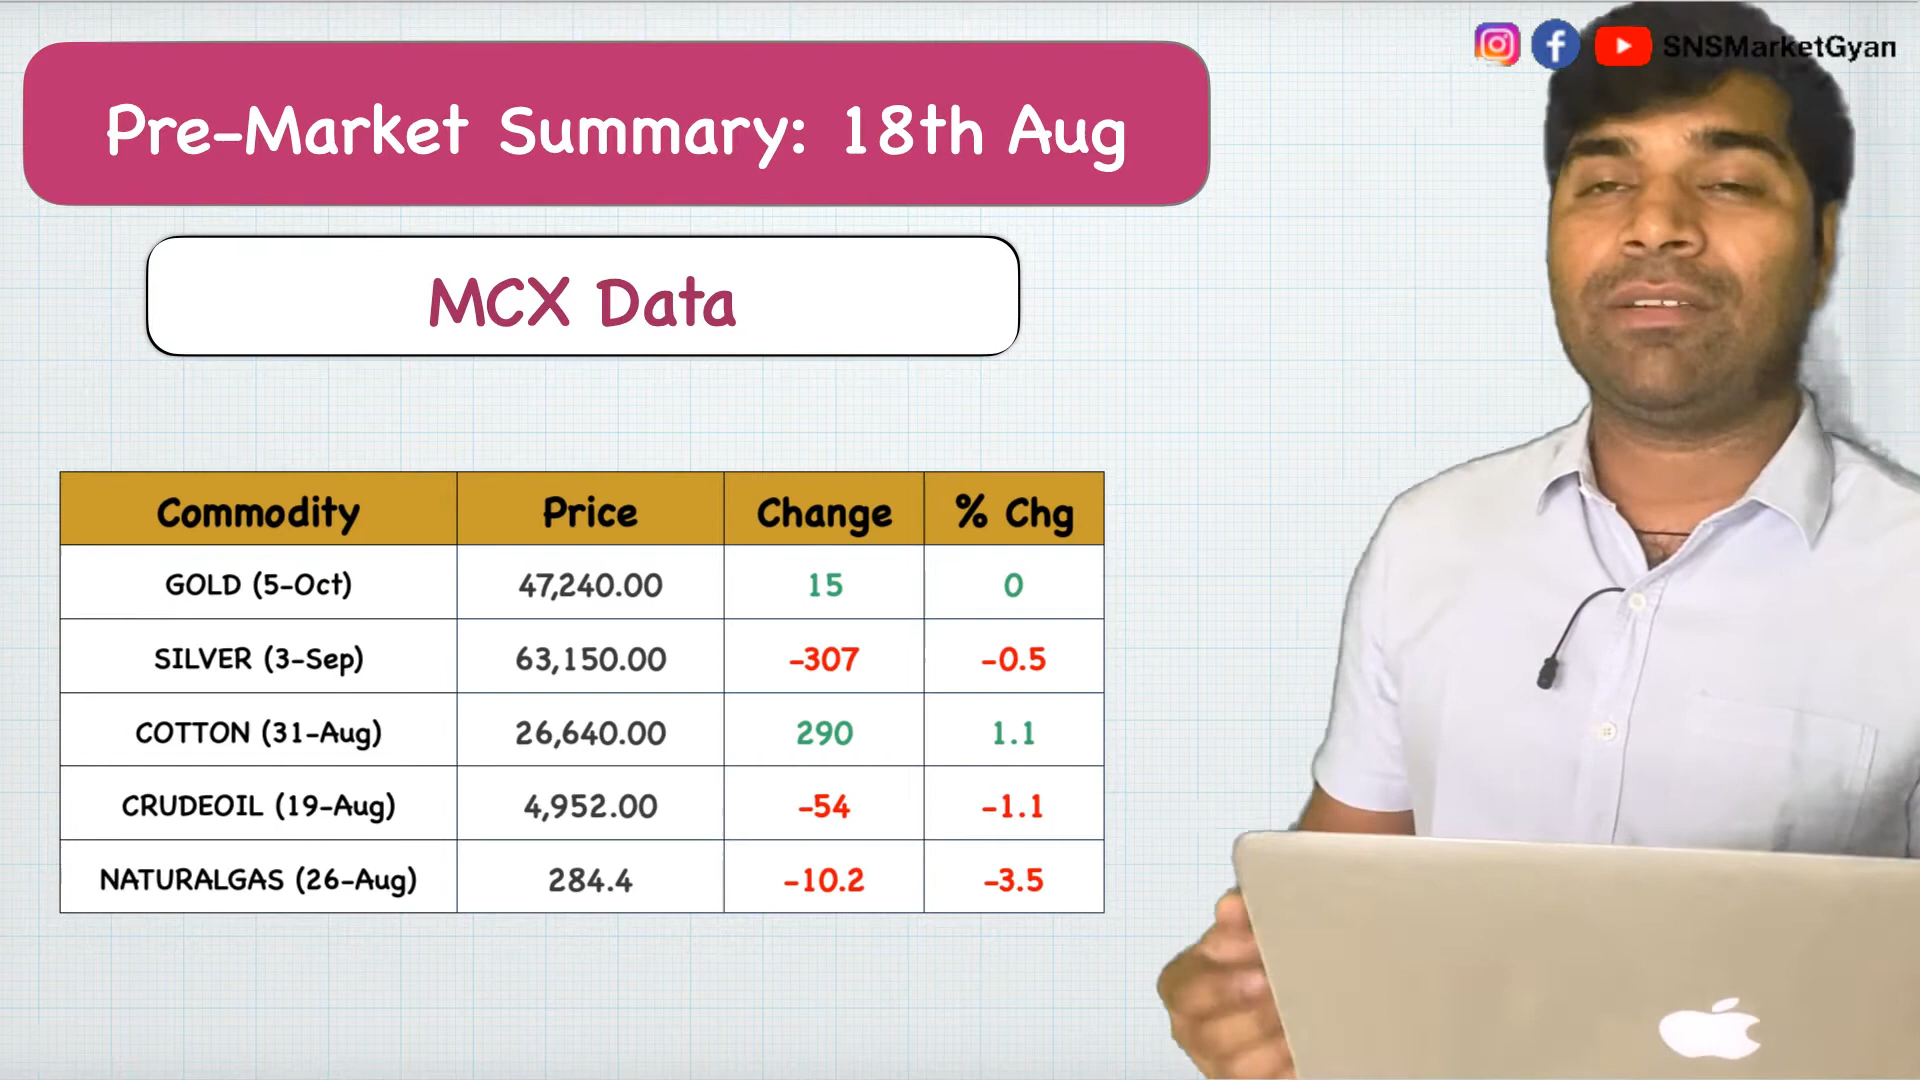 SNSMarketGyan
Pre-Market Summary: 18th Aug
MCX Data
Commodity Price Change % Chg
GOLD (5-Oct) 47,240.00 15 0
SILVER (3-Sep) 63,150.00 -307 -0.5
COTTON (31-Aug) 26,640.00 290 1.1
CRUDEOIL (19-Aug) 4,952.00 -54 -1.1
NATURALGAS (26-Aug) 284.4 -10.2 -3.5